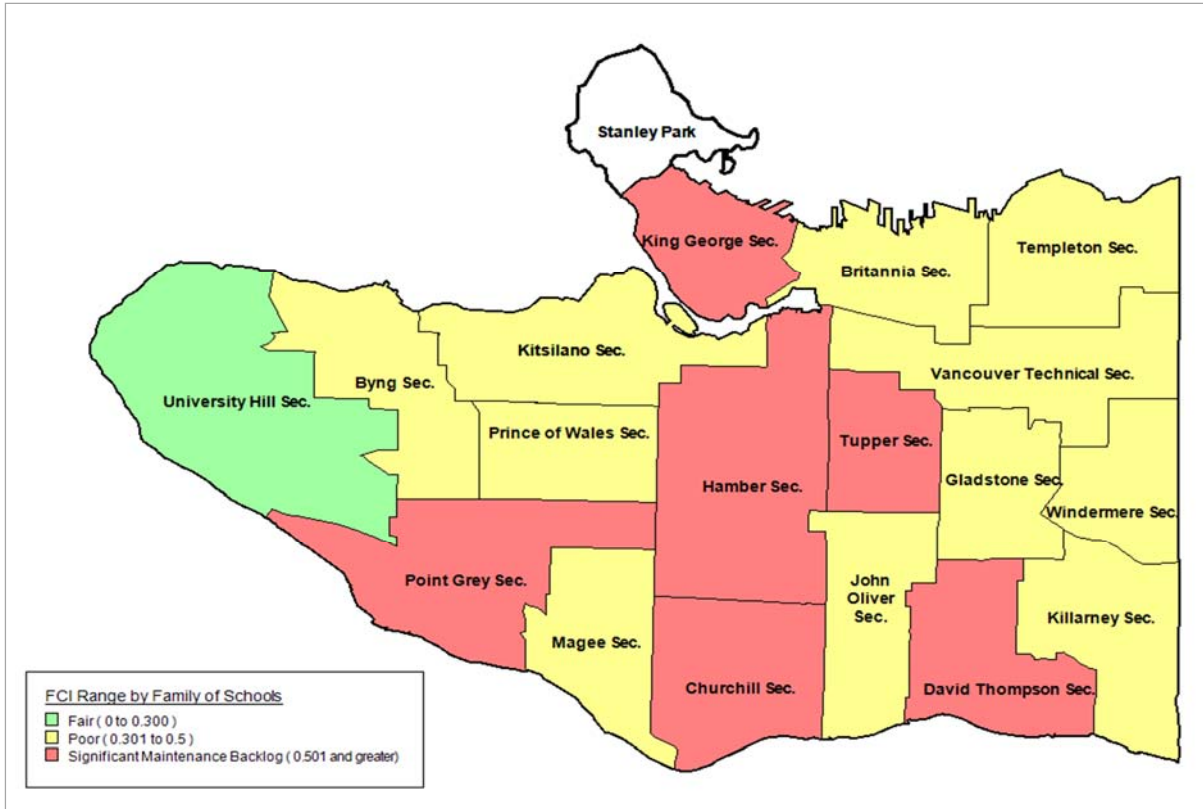 Stanley Park
King George Sec.
Templeton Sec.
Britannia Sec.
Kitsilano Sec.
Vancouver Technical Sec.
Byng Sec.
University Hill Sec.
Prince of Wales Sec.
Tupper Sec.
Hamber Sec.
Gladstone Sec.
Windermere Sec.
Point Grey Sec.
John
Oliver
Sec.
Killarney Sec.
Magee Sec.
Churchill Sec.
David Thompson Sec.
FCI Range by Family of Schools
Fair ( 0 to 0.300 )
Poor ( 0.301 to 0.5 )
Significant Maintenance Backlog ( 0.501 and greater)